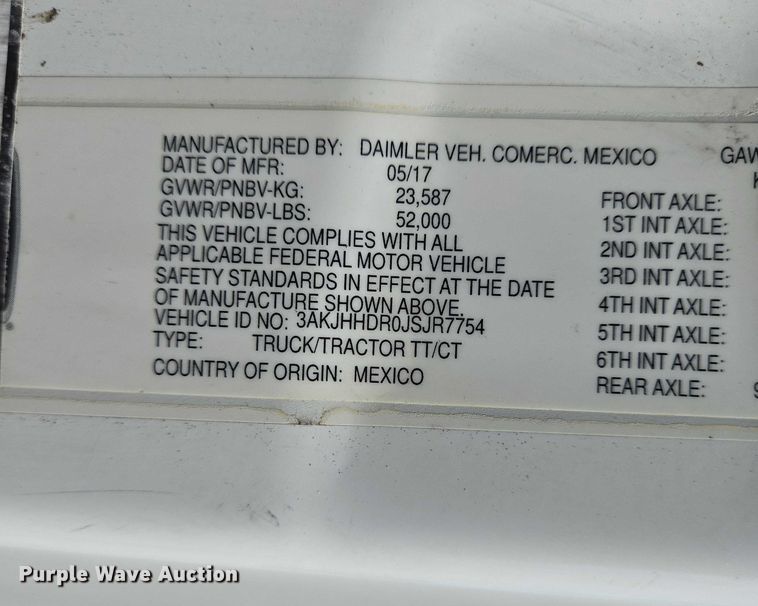 MANUFACTURED BY: DAIMLER VEH. COMERC. MEXICO
DATE OF MFR: 05/17
GVWR/PNBV-KG: 23,587
GVWR/PNBV-LBS: 52,000
THIS VEHICLE COMPLIES WITH ALL
APPLICABLE FEDERAL MOTOR VEHICLE
SAFETY STANDARDS IN EFFECT AT THE DATE
OF MANUFACTURE SHOWN ABOVE.
VEHICLE ID NO: 3AKJHHDR0JSJR7754
TYPE: TRUCK/TRACTOR TT/CT
COUNTRY OF ORIGIN: MEXICO
GAW
FRONT AXLE:
1ST INT AXLE:
2ND INT AXLE:
3RD INT AXLE:
4TH INT AXLE:
5TH INT AXLE:
6TH INT AXLE:
REAR AXLE:
Purple Wave Auction